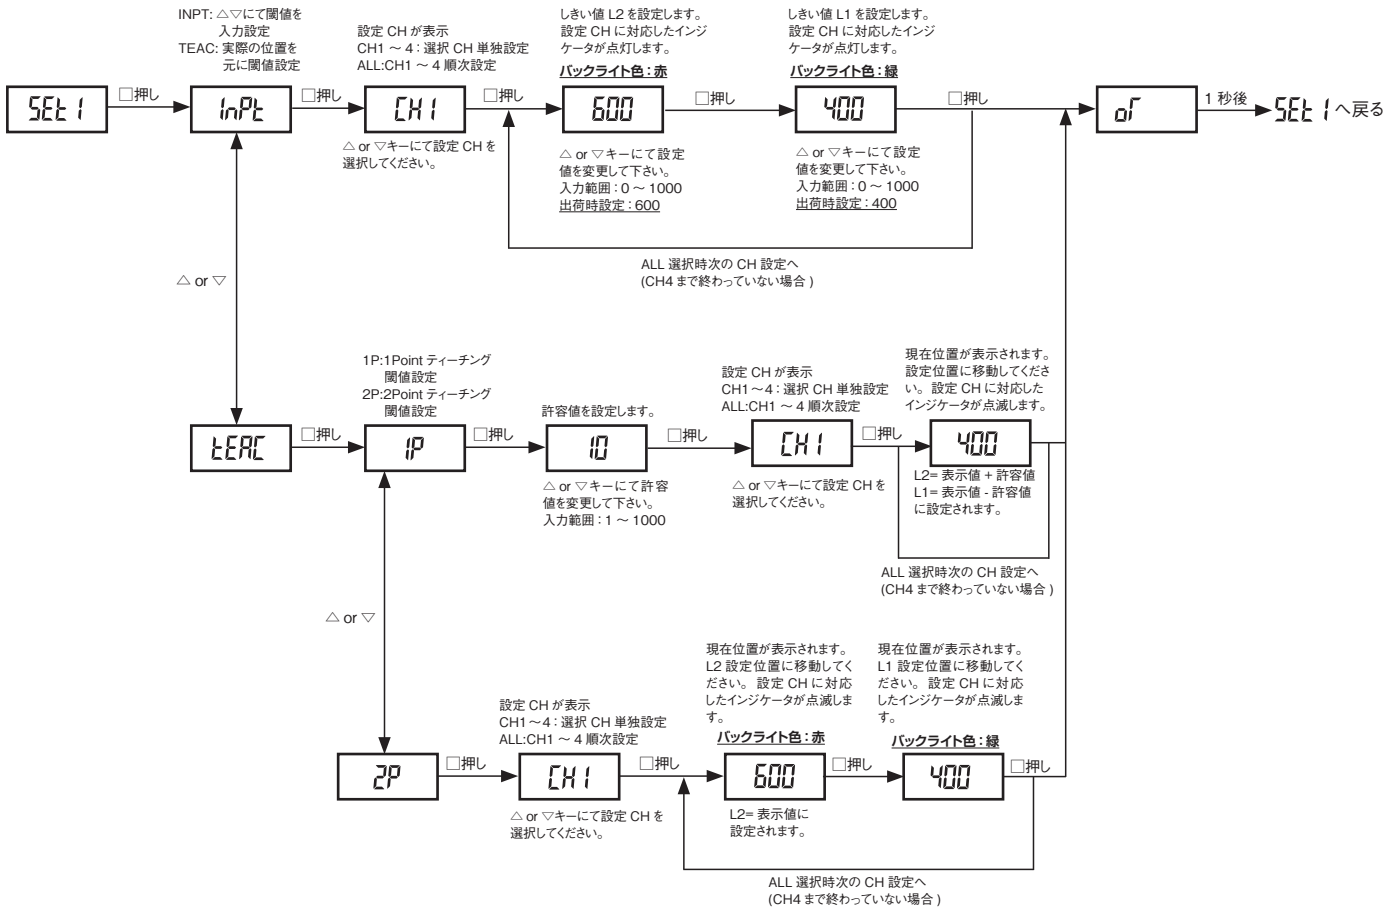 INPT: △▽にて閾値を
入力設定
TEAC: 実際の位置を
元に閾値設定
設定 CH が表示
CH1 ～ 4：選択 CH 単独設定
ALL:CH1 ～ 4 順次設定
しきい値 L2 を設定します。
設定 CH に対応したインジ
ケータが点灯します。
バックライト色：赤
しきい値 L1 を設定します。
設定 CH に対応したインジ
ケータが点灯します。
バックライト色：緑
SEt 1
□押し
InPt
□押し
CH1
□押し
600
□押し
400
□押し
1 秒後
SEt 1 へ戻る
△ or ▽キーにて設定 CH を
選択してください。
△ or ▽キーにて設定
値を変更して下さい。
入力範囲：0 ～ 1000
出荷時設定：600
△ or ▽キーにて設定
値を変更して下さい。
入力範囲：0 ～ 1000
出荷時設定：400
ALL 選択時次の CH 設定へ
(CH4 まで終わっていない場合 )
△ or ▽
1P:1Point ティーチング
閾値設定
2P:2Point ティーチング
閾値設定
許容値を設定します。
設定 CH が表示
CH1～4：選択 CH 単独設定
ALL:CH1 ～ 4 順次設定
現在位置が表示されます。
設定位置に移動してくださ
い。設定 CH に対応した
インジケータが点滅します。
tEAC
□押し
1P
□押し
10
□押し
CH1
□押し
400
△ or ▽キーにて許容
値を変更して下さい。
入力範囲：1 ～ 1000
△ or ▽キーにて設定 CH を
選択してください。
L2= 表示値 + 許容値
L1= 表示値 - 許容値
に設定されます。
ALL 選択時次の CH 設定へ
(CH4 まで終わっていない場合 )
△ or ▽
設定 CH が表示
CH1～4：選択 CH 単独設定
ALL:CH1 ～ 4 順次設定
現在位置が表示されます。
L2 設定位置に移動してく
ださい。設定 CH に対応
したインジケータが点滅しま
す。
バックライト色：赤
現在位置が表示されます。
L1 設定位置に移動してく
ださい。設定 CH に対応
したインジケータが点滅しま
す。
バックライト色：緑
2P
□押し
CH1
□押し
600
□押し
400
□押し
△ or ▽キーにて設定 CH を
選択してください。
L2= 表示値に
設定されます。
ALL 選択時次の CH 設定へ
(CH4 まで終わっていない場合 )